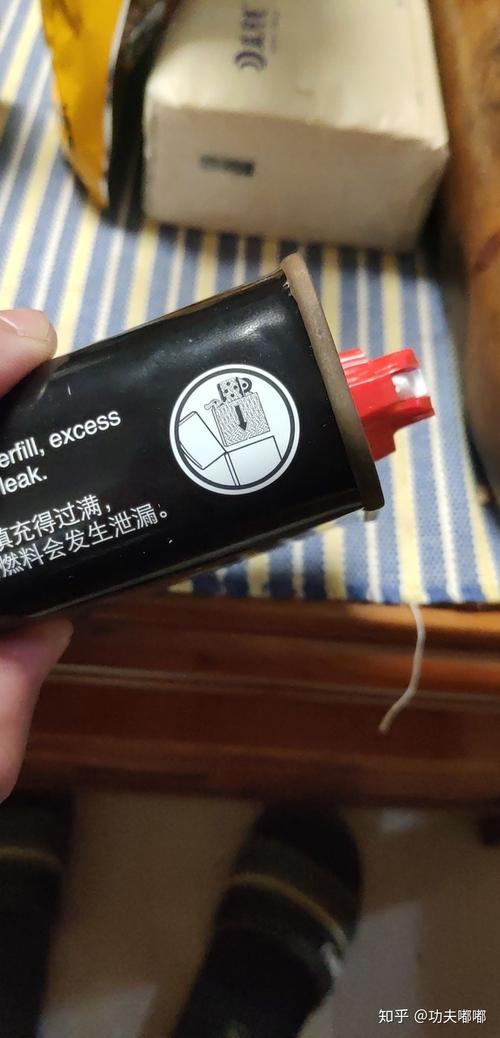 erfill, excess
leak.
填充得过满，
燃料会发生泄漏。
知乎 @功夫嘟嘟